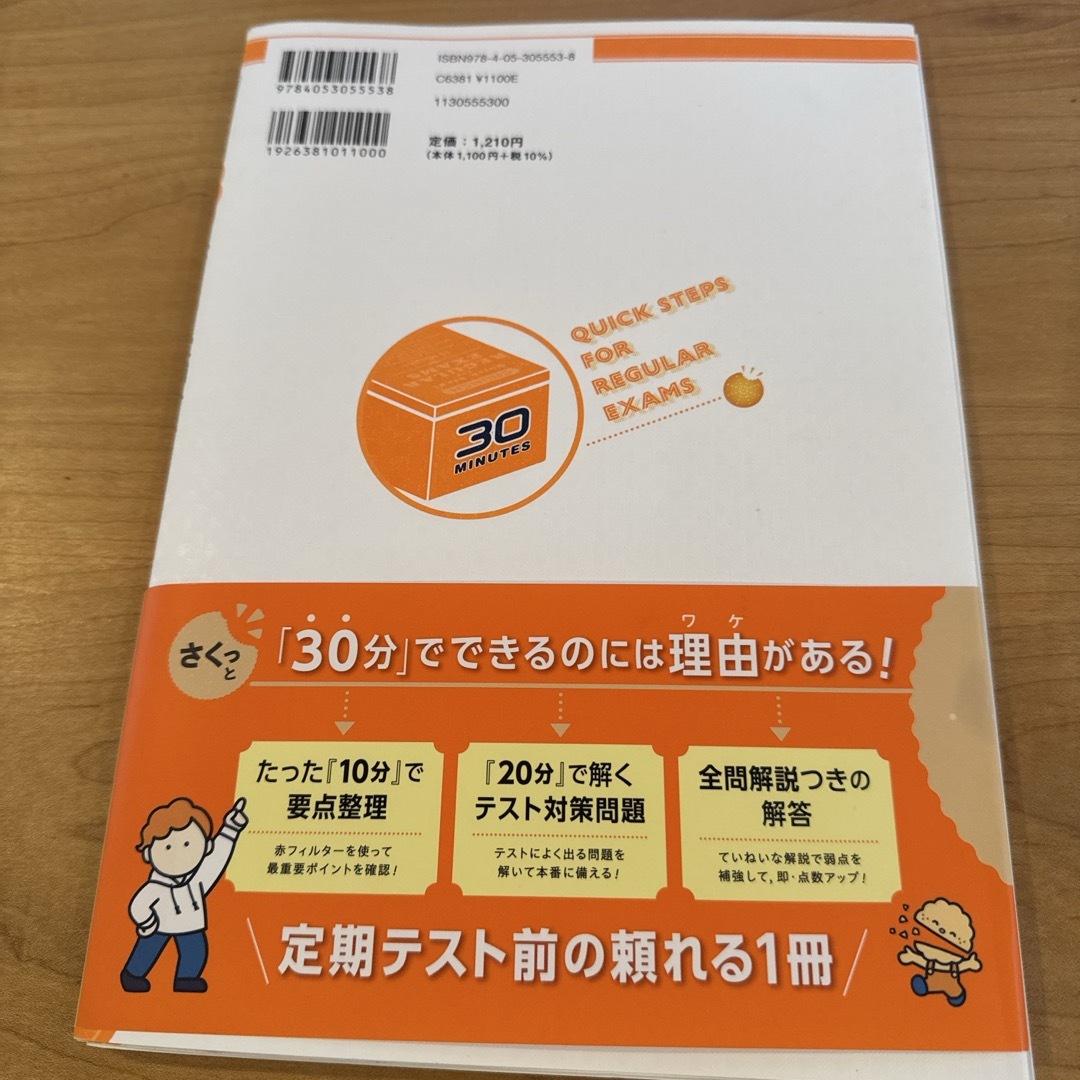 ISBN978-4-05-305553-8
9784053055538
C6381 ¥1100E
1130555300
1926381011000
定価：1,210円
（本体1,100円＋税10%）
QUICK STEPS
FOR
REGULAR
EXAMS
30
MINUTES
さくっと
「30分」でできるのには理由がある！
ワケ
たった『10分』で
要点整理
赤フィルターを使って
最重要ポイントを確認！
『20分』で解く
テスト対策問題
テストによく出る問題を
解いて本番に備える！
全問解説つきの
解答
ていねいな解説で弱点を
補強して，即・点数アップ！
定期テスト前の頼れる1冊